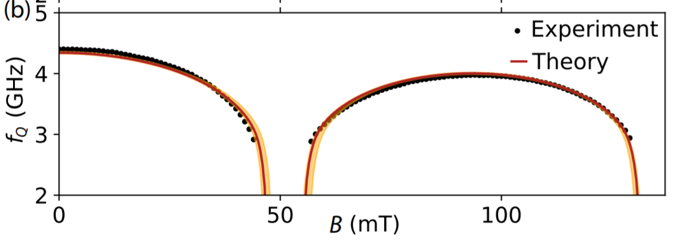 (b)
5
Experiment
Theory
4
3
2
f_Q (GHz)
0
50
100
B (mT)